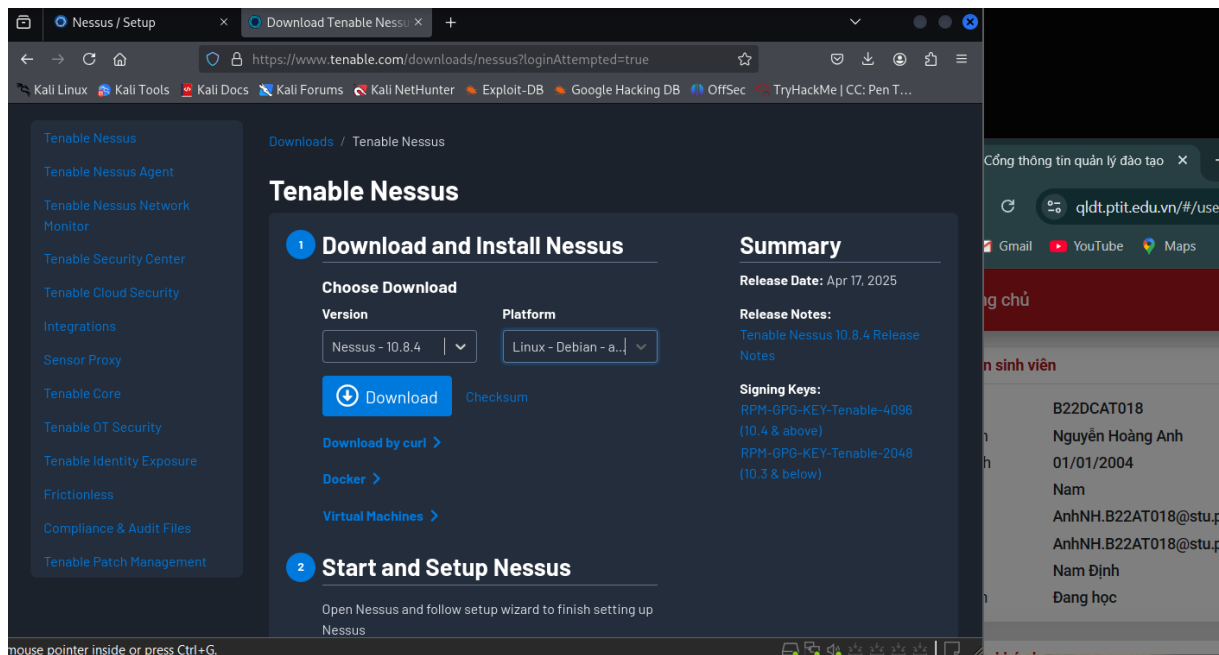 Nessus / Setup
Download Tenable Nessu
https://www.tenable.com/downloads/nessus?loginAttempted=true
Kali Linux Kali Tools Kali Docs Kali Forums Kali NetHunter Exploit-DB Google Hacking DB OffSec TryHackMe | CC: Pen T…
Tenable Nessus
Tenable Nessus Agent
Tenable Nessus Network
Monitor
Tenable Security Center
Tenable Cloud Security
Integrations
Sensor Proxy
Tenable Core
Tenable OT Security
Tenable Identity Exposure
Frictionless
Compliance & Audit Files
Tenable Patch Management
Downloads / Tenable Nessus
Tenable Nessus
1 Download and Install Nessus
Choose Download
Version Platform
Nessus - 10.8.4 Linux - Debian - a...
Download Checksum
Download by curl
Docker
Virtual Machines
2 Start and Setup Nessus
Open Nessus and follow setup wizard to finish setting up
Nessus
Summary
Release Date: Apr 17, 2025
Release Notes:
Tenable Nessus 10.8.4 Release
Notes
Signing Keys:
RPM-GPG-KEY-Tenable-4096
(10.4 & above)
RPM-GPG-KEY-Tenable-2048
(10.3 & below)
mouse pointer inside or press Ctrl+G.
Cổng thông tin quản lý đào tạo
qldt.ptit.edu.vn/#/use
Gmail YouTube Maps
ng chủ
n sinh viên
B22DCAT018
Nguyễn Hoàng Anh
01/01/2004
Nam
AnhNH.B22AT018@stu.p
AnhNH.B22AT018@stu.p
Nam Định
Đang học